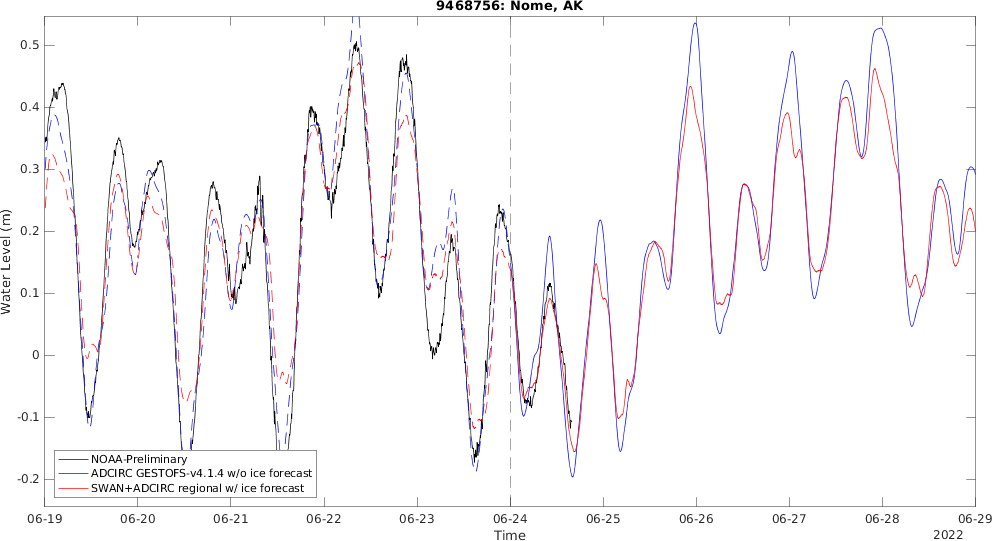 9468756: Nome, AK
Water Level (m)
0.5
0.4
0.3
0.2
0.1
0
-0.1
-0.2
NOAA-Preliminary
ADCIRC GESTOFS-v4.1.4 w/o ice forecast
SWAN+ADCIRC regional w/ ice forecast
06-19 06-20 06-21 06-22 06-23 06-24 06-25 06-26 06-27 06-28 06-29
Time 2022